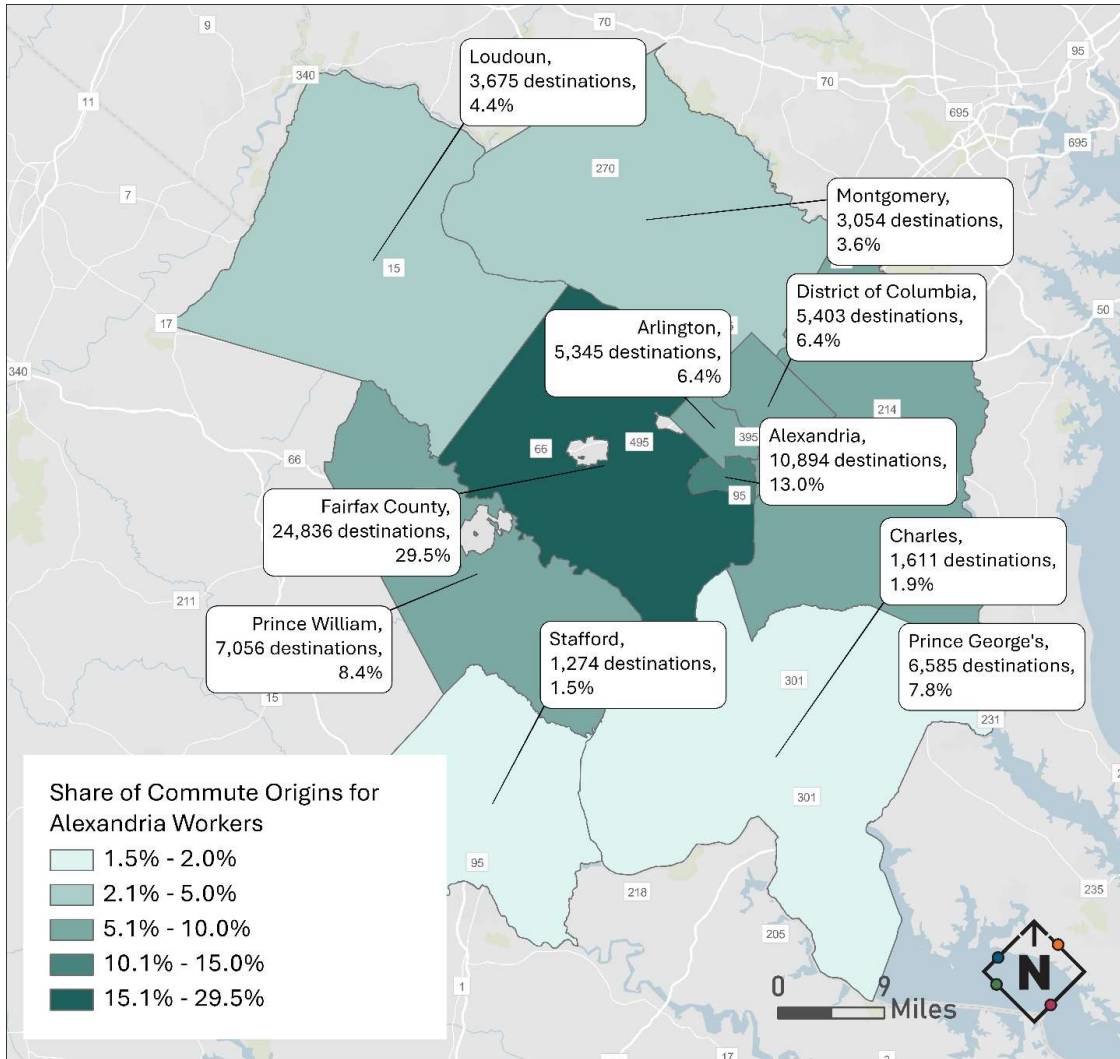 9
70
95
340
Loudoun,
3,675 destinations,
4.4%
11
70
695
695
270
7
Montgomery,
3,054 destinations,
3.6%
15
District of Columbia,
5,403 destinations,
6.4%
50
17
Arlington,
5,345 destinations,
6.4%
340
214
66
66
495
395
Alexandria,
10,894 destinations,
13.0%
95
Fairfax County,
24,836 destinations,
29.5%
Charles,
1,611 destinations,
1.9%
211
Prince William,
7,056 destinations,
8.4%
Stafford,
1,274 destinations,
1.5%
Prince George's,
6,585 destinations,
7.8%
301
15
231
301
Share of Commute Origins for
Alexandria Workers
1.5% - 2.0%
2.1% - 5.0%
5.1% - 10.0%
10.1% - 15.0%
15.1% - 29.5%
95
218
235
205
1
N
0 9
Miles
17